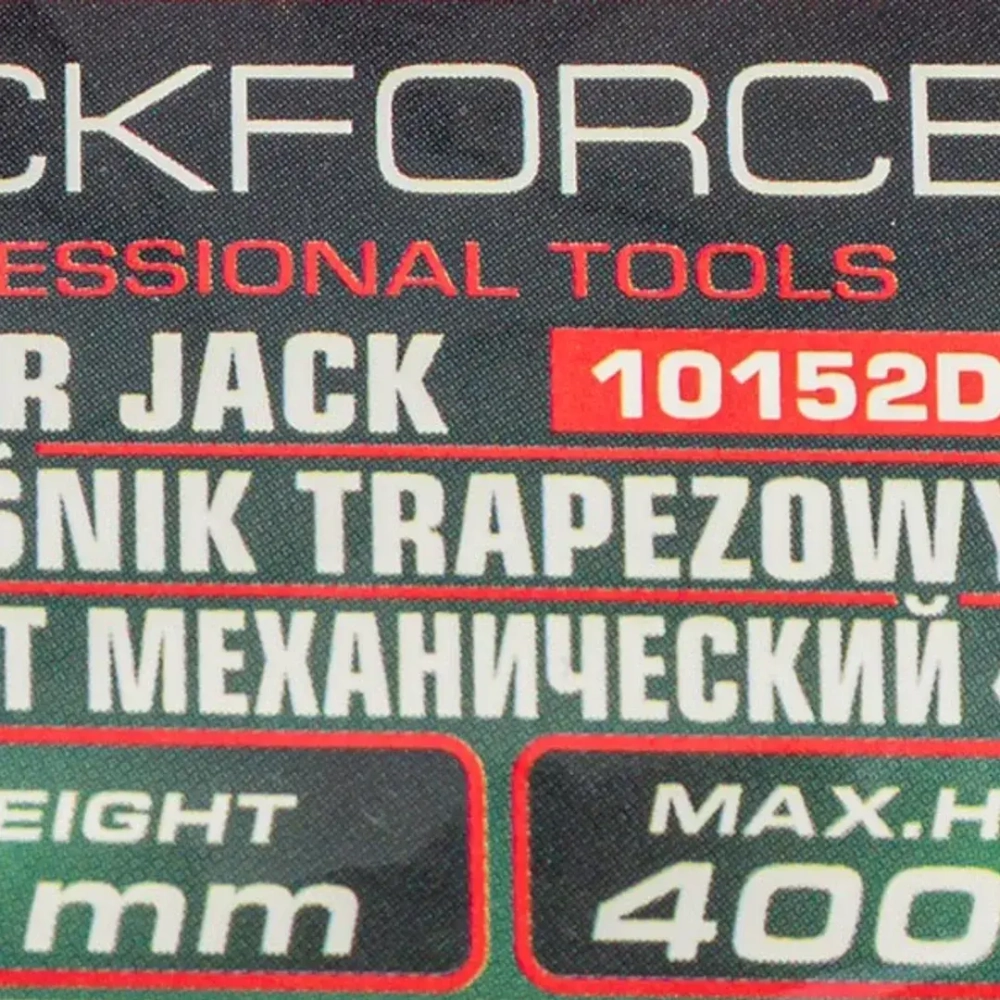 CKFORCE
ESSIONAL TOOLS
R JACK 10152D
ŚNIK TRAPEZOWY
Т МЕХАНИЧЕСКИЙ
EIGHT MAX.H
mm 400